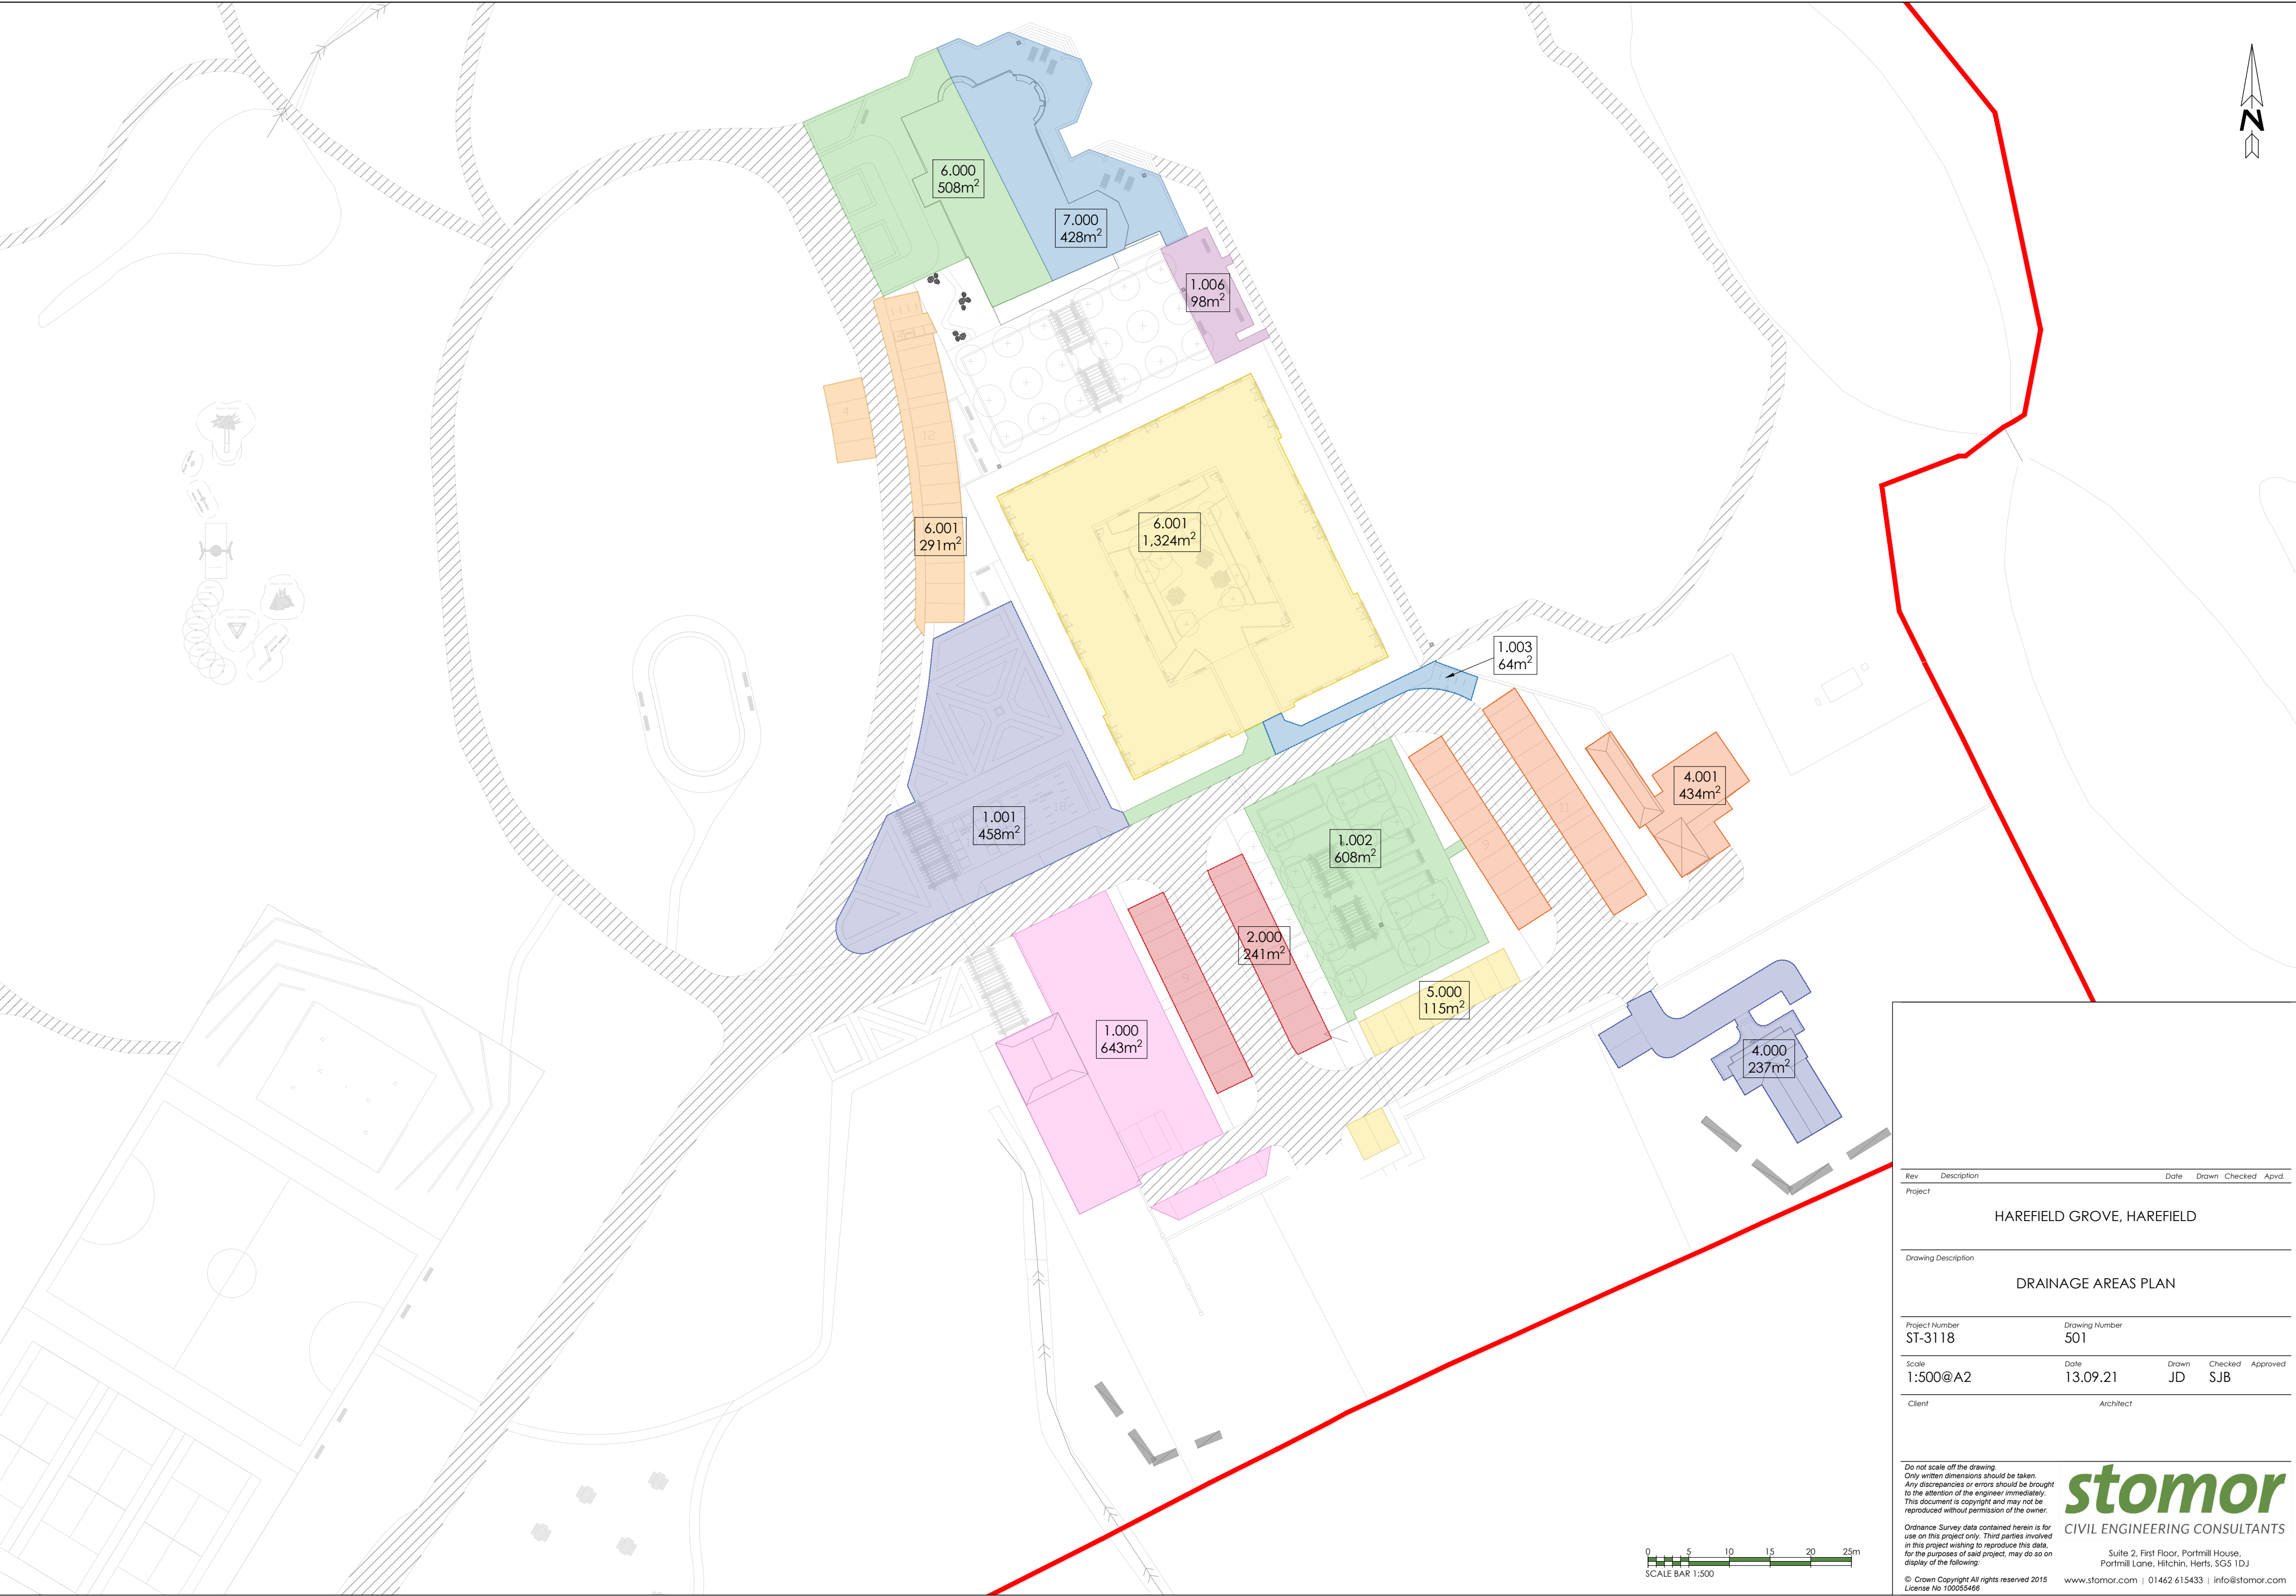 N
6.000
508m²
7.000
428m²
1.006
98m²
4
12
6.001
291m²
6.001
1,324m²
1.003
64m²
1.001
458m²
18
1.002
608m²
9
11
4.001
434m²
2.000
241m²
9
5.000
115m²
1.000
643m²
4.000
237m²
Rev Description Date Drawn Checked Apvd.
Project
HAREFIELD GROVE, HAREFIELD
Drawing Description
DRAINAGE AREAS PLAN
Project Number Drawing Number
ST-3118 501
Scale Date Drawn Checked Approved
1:500@A2 13.09.21 JD SJB
Client Architect
Do not scale off the drawing.
Only written dimensions should be taken.
Any discrepancies or errors should be brought
to the attention of the engineer immediately.
This document is copyright and may not be
reproduced without permission of the owner.
Ordnance Survey data contained herein is for
use on this project only. Third parties involved
in this project wishing to reproduce this data,
for the purposes of said project, may do so on
display of the following:
© Crown Copyright All rights reserved 2015
License No 100055466
stomor
CIVIL ENGINEERING CONSULTANTS
Suite 2, First Floor, Portmill House,
Portmill Lane, Hitchin, Herts, SG5 1DJ
www.stomor.com | 01462 615433 | info@stomor.com
0 5 10 15 20 25m
SCALE BAR 1:500